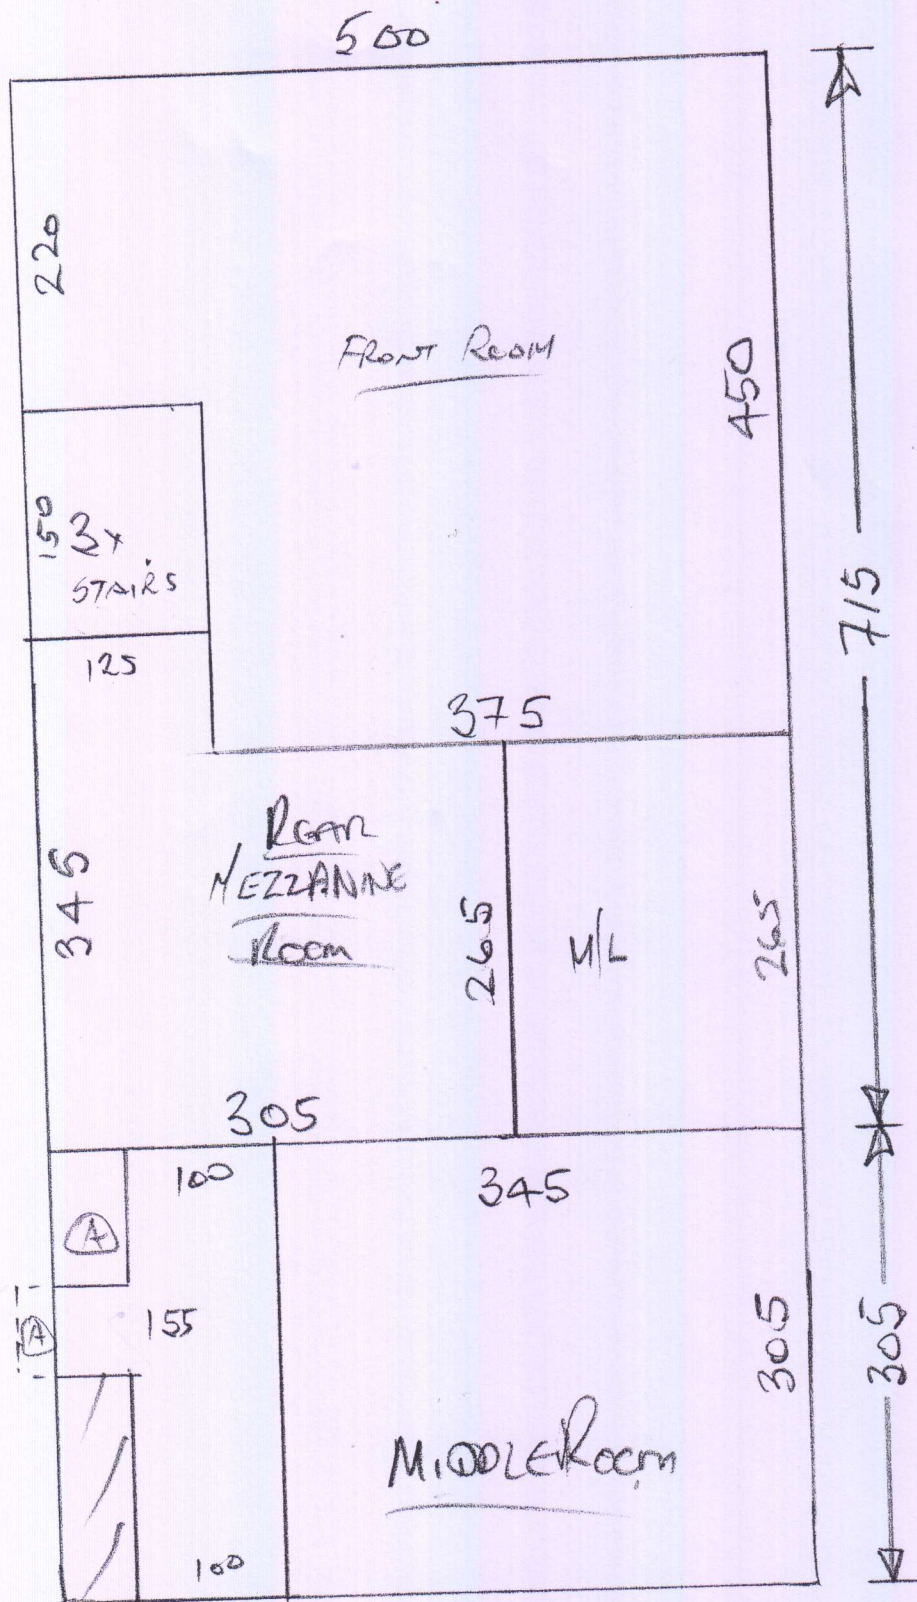 500
220
FRONT ROOM
450
150
3x
STAIRS
125
715
375
REAR
MEZZANINE
ROOM
345
265
U/L
265
305
100
345
A
A
155
305
305
MIDDLE ROOM
100